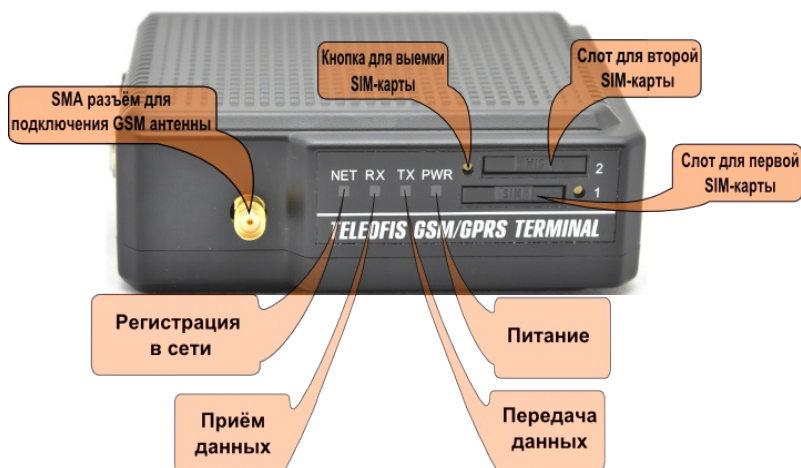 Кнопка для выемки
SIM-карты
Слот для второй
SIM-карты
SMA разъём для
подключения GSM антенны
Слот для первой
SIM-карты
NET RX TX PWR
2
SIM
1
TELEOFIS GSM/GPRS TERMINAL
Регистрация
в сети
Питание
Приём
данных
Передача
данных